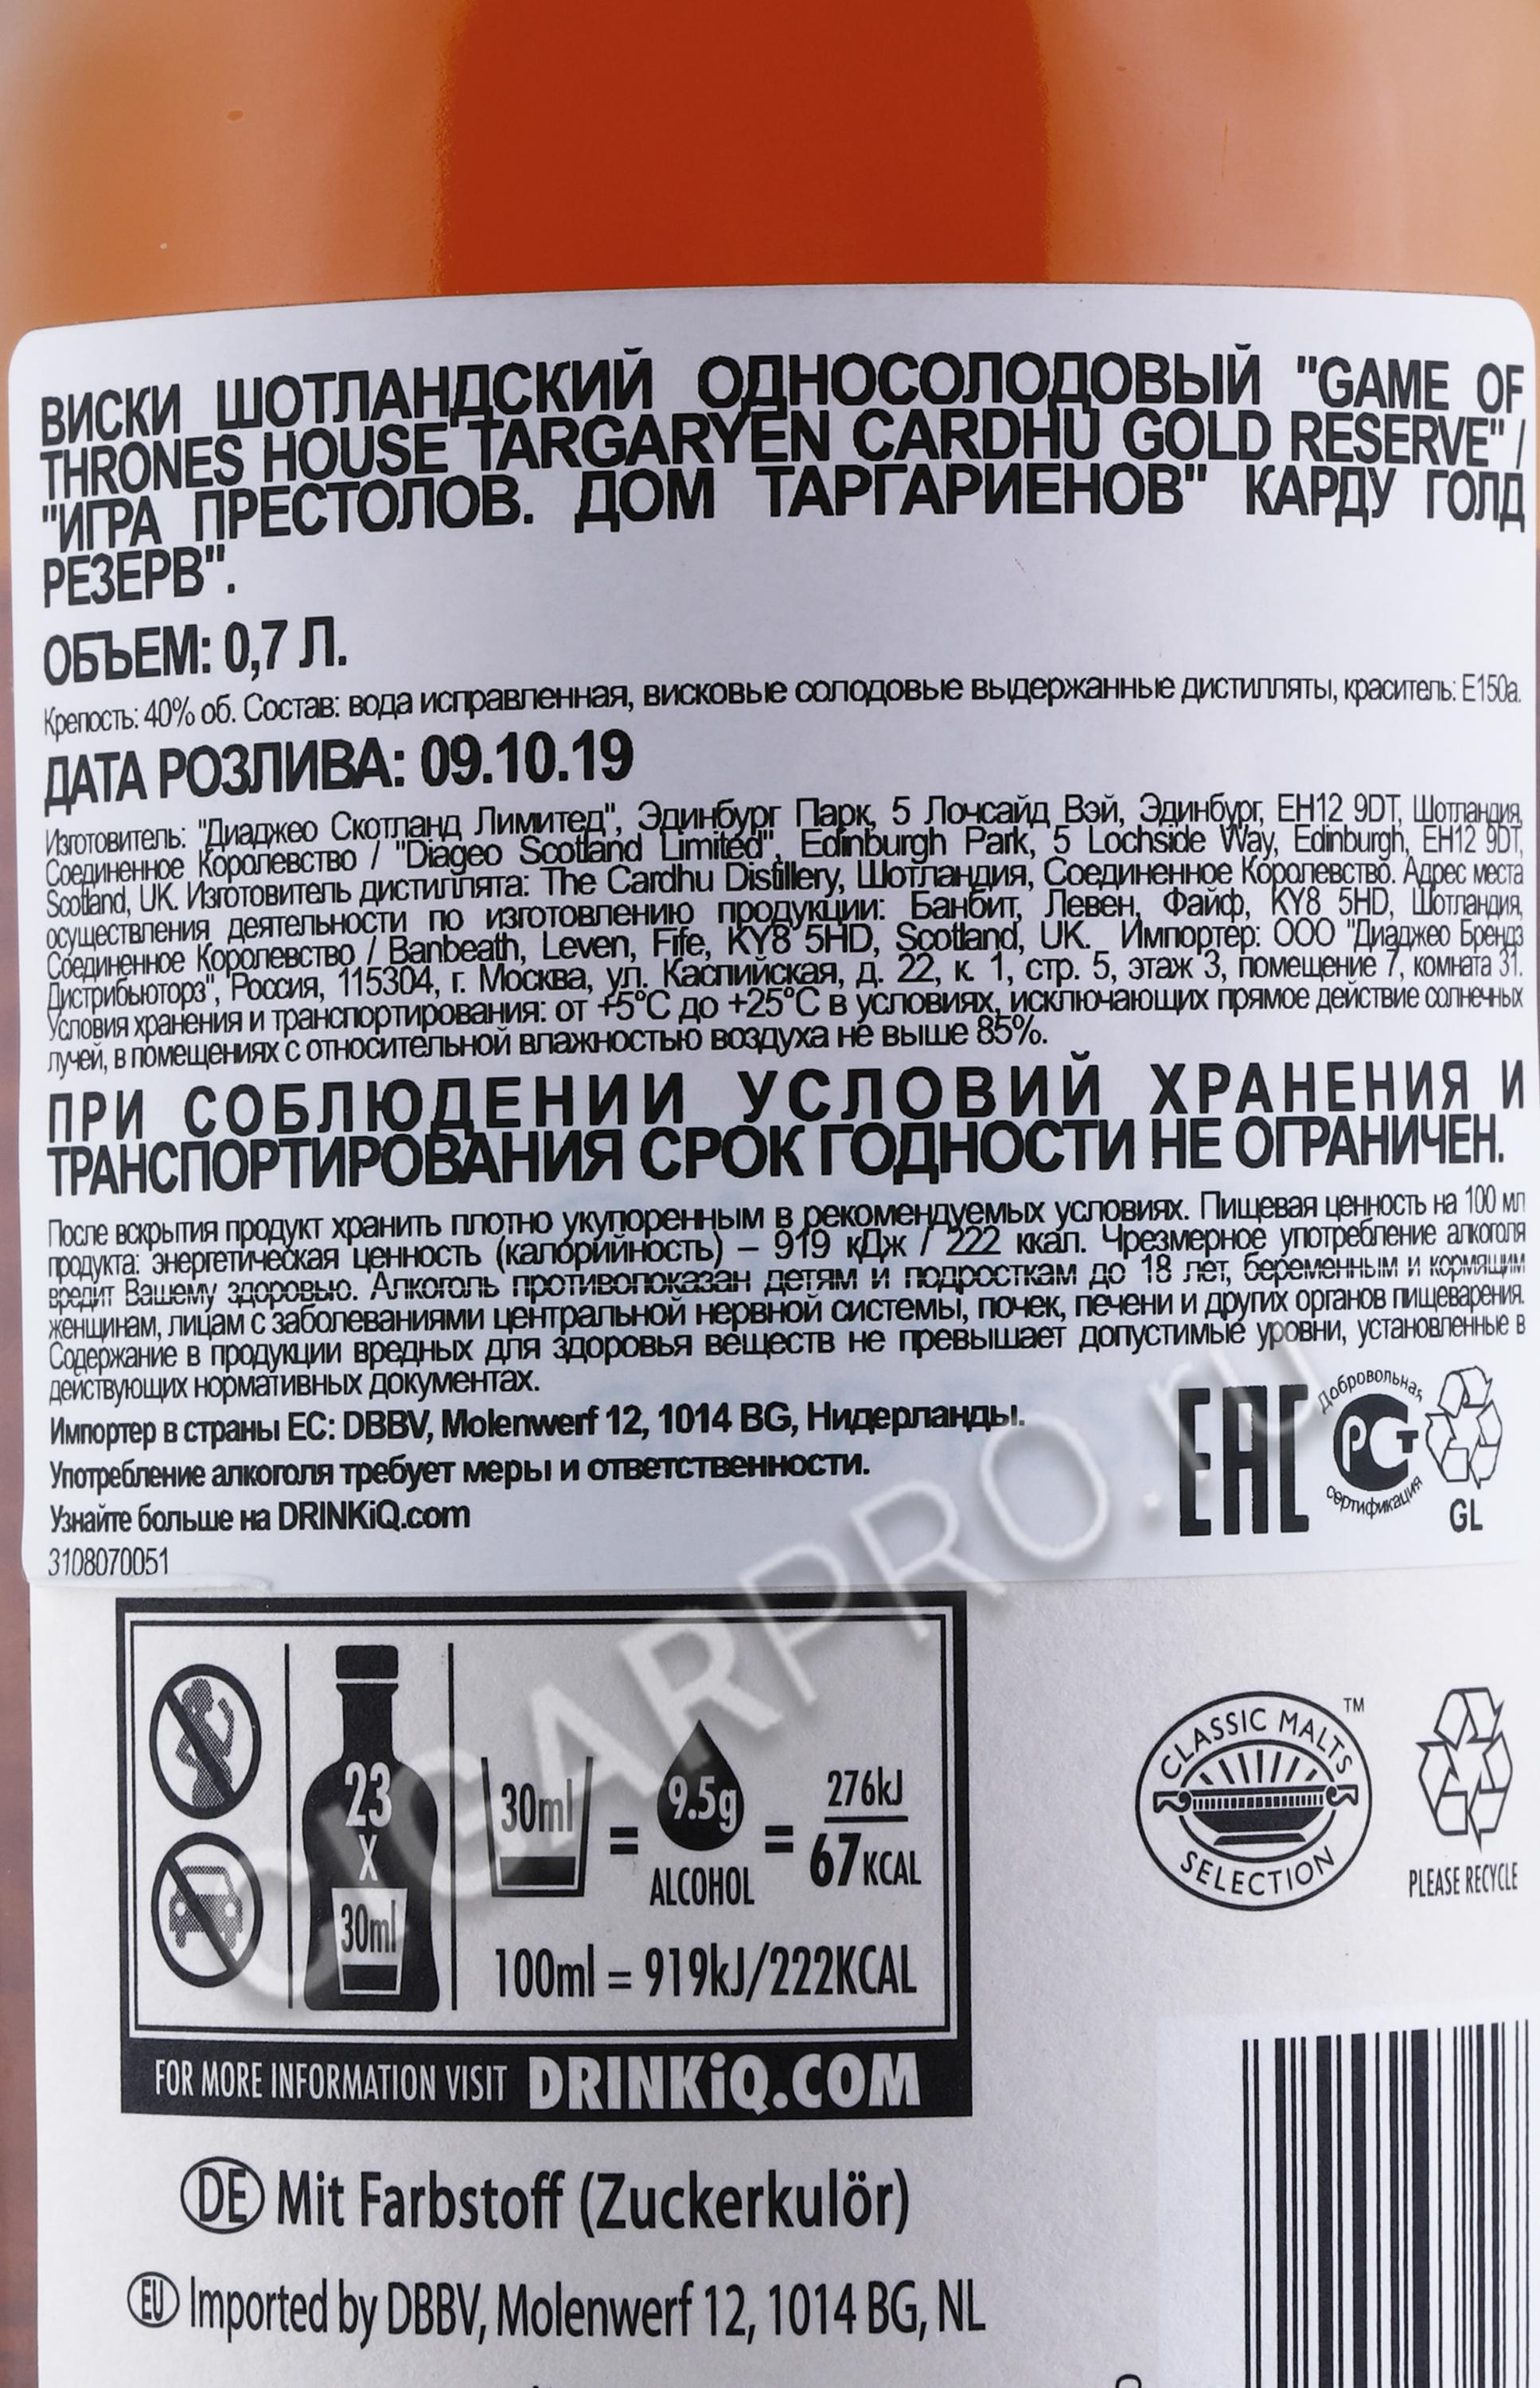 ВИСКИ ШОТЛАНДСКИЙ ОДНОСОЛОДОВЫЙ "GAME OF
THRONES HOUSE TARGARYEN CARDHU GOLD RESERVE" /
"ИГРА ПРЕСТОЛОВ. ДОМ ТАРГАРИЕНОВ" КАРДУ ГОЛД
РЕЗЕРВ".
ОБЪЕМ: 0,7 Л.
Крепость: 40% об. Состав: вода исправленная, висковые солодовые выдержанные дистилляты, краситель: E150a.
ДАТА РОЗЛИВА: 09.10.19
Изготовитель: "Диаджео Скотланд Лимитед", Эдинбург Парк, 5 Лочсайд Вэй, Эдинбург, EH12 9DT, Шотландия,
Соединенное Королевство / "Diageo Scotland Limited", Edinburgh Park, 5 Lochside Way, Edinburgh, EH12 9DT,
Scotland, UK. Изготовитель дистиллята: The Cardhu Distillery, Шотландия, Соединенное Королевство. Адрес места
осуществления деятельности по изготовлению продукции: Банбит, Левен, Файф, KY8 5HD, Шотландия,
Соединенное Королевство / Banbeath, Leven, Fife, KY8 5HD, Scotland, UK. Импортер: ООО "Диаджео Брендз
Дистрибьюторз", Россия, 115304, г. Москва, ул. Каспийская, д. 22, к. 1, стр. 5, этаж 3, помещение 7, комната 31.
Условия хранения и транспортирования: от +5°С до +25°С в условиях, исключающих прямое действие солнечных
лучей, в помещениях с относительной влажностью воздуха не выше 85%.
ПРИ СОБЛЮДЕНИИ УСЛОВИЙ ХРАНЕНИЯ И
ТРАНСПОРТИРОВАНИЯ СРОК ГОДНОСТИ НЕ ОГРАНИЧЕН.
После вскрытия продукт хранить плотно укупоренным в рекомендуемых условиях. Пищевая ценность на 100 мл
продукта: энергетическая ценность (калорийность) – 919 кДж / 222 ккал. Чрезмерное употребление алкоголя
вредит Вашему здоровью. Алкоголь противопоказан детям и подросткам до 18 лет, беременным и кормящим
женщинам, лицам с заболеваниями центральной нервной системы, почек, печени и других органов пищеварения.
Содержание в продукции вредных для здоровья веществ не превышает допустимые уровни, установленные в
действующих нормативных документах.
Импортер в страны ЕС: DBBV, Molenwerf 12, 1014 BG, Нидерланды.
Употребление алкоголя требует меры и ответственности.
Узнайте больше на DRINKiQ.com
3108070051
EAC
Добровольная
РСТ
сертификация
GL
CIGARPRO.ru
23
X
30ml
30ml
=
9.5g
ALCOHOL
=
276kJ
67KCAL
100ml = 919kJ/222KCAL
FOR MORE INFORMATION VISIT DRINKiQ.COM
CLASSIC MALTS
SELECTION
TM
PLEASE RECYCLE
DE Mit Farbstoff (Zuckerkulör)
EU Imported by DBBV, Molenwerf 12, 1014 BG, NL